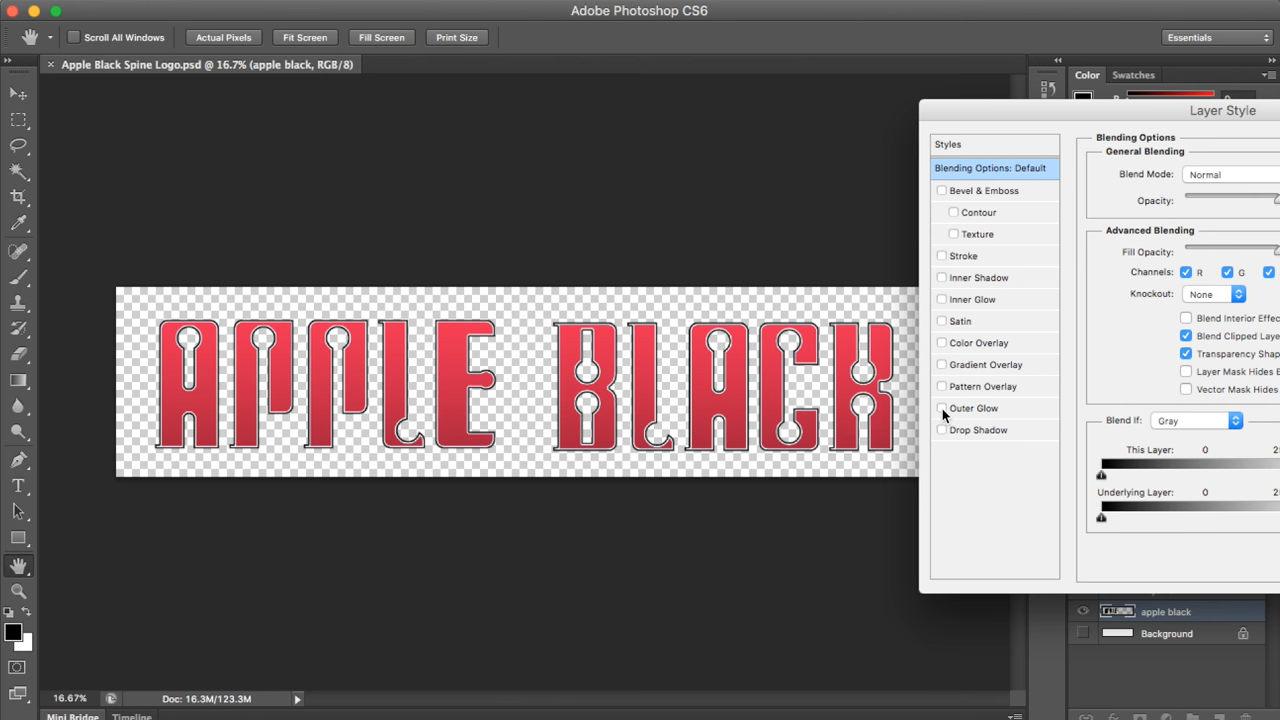 Adobe Photoshop CS6
Scroll All Windows
Actual Pixels
Fit Screen
Fill Screen
Print Size
Essentials
× Apple Black Spine Logo.psd @ 16.7% (apple black, RGB/8)
Color
Swatches
Layer Style
Styles
Blending Options: Default
Bevel & Emboss
Contour
Texture
Stroke
Inner Shadow
Inner Glow
Satin
Color Overlay
Gradient Overlay
Pattern Overlay
Outer Glow
Drop Shadow
Blending Options
General Blending
Blend Mode: Normal
Opacity:
Advanced Blending
Fill Opacity:
Channels: R G
Knockout: None
Blend Interior Effec
Blend Clipped Layer
Transparency Shap
Layer Mask Hides E
Vector Mask Hides
Blend If: Gray
This Layer: 0
Underlying Layer: 0
APPLE BLACK
apple black
Background
16.67%
Doc: 16.3M/123.3M
Mini Bridge
Timeline